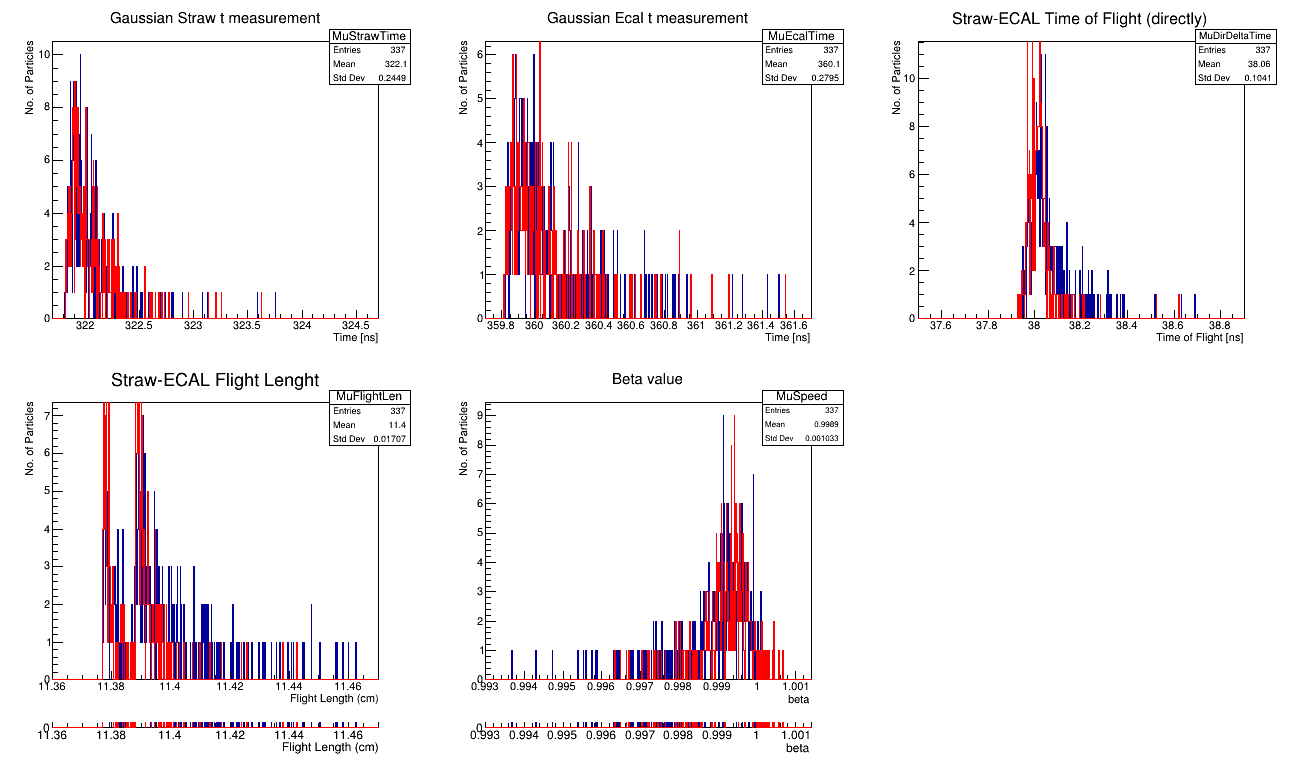 Gaussian Straw t measurement
No. of Particles
MuStrawTime
Entries 337
Mean 322.1
Std Dev 0.2449
10
8
6
4
2
0
322 322.5 323 323.5 324 324.5
Time [ns]
Gaussian Ecal t measurement
No. of Particles
MuEcalTime
Entries 337
Mean 360.1
Std Dev 0.2795
6
5
4
3
2
1
0
359.8 360 360.2 360.4 360.6 360.8 361 361.2 361.4 361.6
Time [ns]
Straw-ECAL Time of Flight (directly)
No. of Particles
MuDirDeltaTime
Entries 337
Mean 38.06
Std Dev 0.1041
10
8
6
4
2
0
37.6 37.8 38 38.2 38.4 38.6 38.8
Time of Flight [ns]
Straw-ECAL Flight Lenght
No. of Particles
MuFlightLen
Entries 337
Mean 11.4
Std Dev 0.01707
7
6
5
4
3
2
1
0
11.36 11.38 11.4 11.42 11.44 11.46
Flight Length (cm)
0
11.36 11.38 11.4 11.42 11.44 11.46
Flight Length (cm)
Beta value
No. of Particles
MuSpeed
Entries 337
Mean 0.9989
Std Dev 0.001033
9
8
7
6
5
4
3
2
1
0
0.993 0.994 0.995 0.996 0.997 0.998 0.999 1 1.001
beta
0
0.993 0.994 0.995 0.996 0.997 0.998 0.999 1 1.001
beta